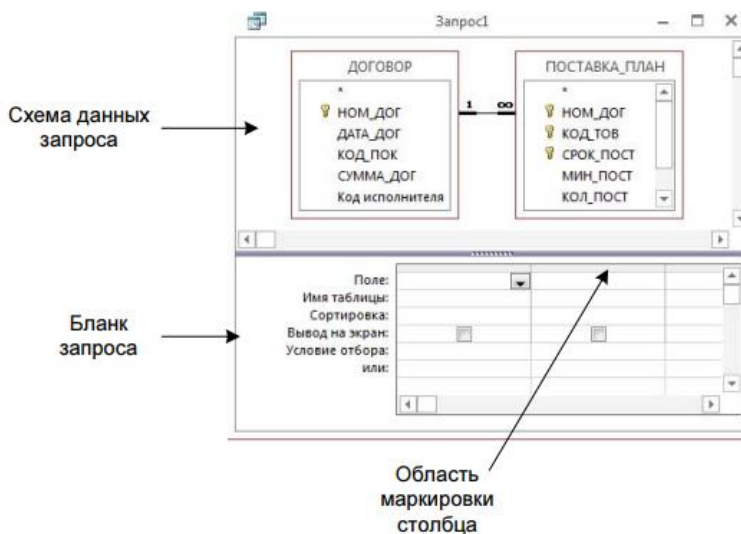 Запрос1
ДОГОВОР
*
НОМ_ДОГ
ДАТА_ДОГ
КОД_ПОК
СУММА_ДОГ
Код исполнителя
1
∞
ПОСТАВКА_ПЛАН
*
НОМ_ДОГ
КОД_ТОВ
СРОК_ПОСТ
МИН_ПОСТ
КОЛ_ПОСТ
Схема данных
запроса
Поле:
Имя таблицы:
Сортировка:
Вывод на экран:
Условие отбора:
или:
Бланк
запроса
Область
маркировки
столбца